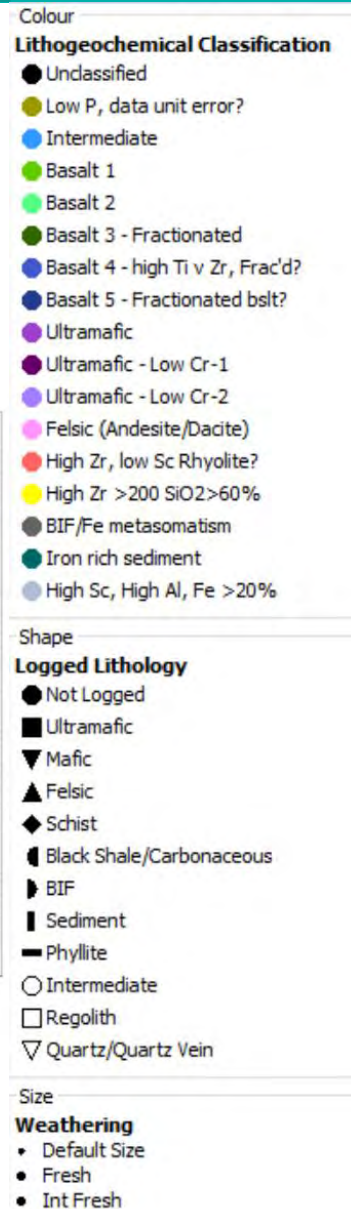 Colour
Lithogeochemical Classification
Unclassified
Low P, data unit error?
Intermediate
Basalt 1
Basalt 2
Basalt 3 - Fractionated
Basalt 4 - high Ti v Zr, Frac'd?
Basalt 5 - Fractionated bslt?
Ultramafic
Ultramafic - Low Cr-1
Ultramafic - Low Cr-2
Felsic (Andesite/Dacite)
High Zr, low Sc Rhyolite?
High Zr >200 SiO2>60%
BIF/Fe metasomatism
Iron rich sediment
High Sc, High Al, Fe >20%
Shape
Logged Lithology
Not Logged
Ultramafic
Mafic
Felsic
Schist
Black Shale/Carbonaceous
BIF
Sediment
Phyllite
Intermediate
Regolith
Quartz/Quartz Vein
Size
Weathering
Default Size
Fresh
Int Fresh